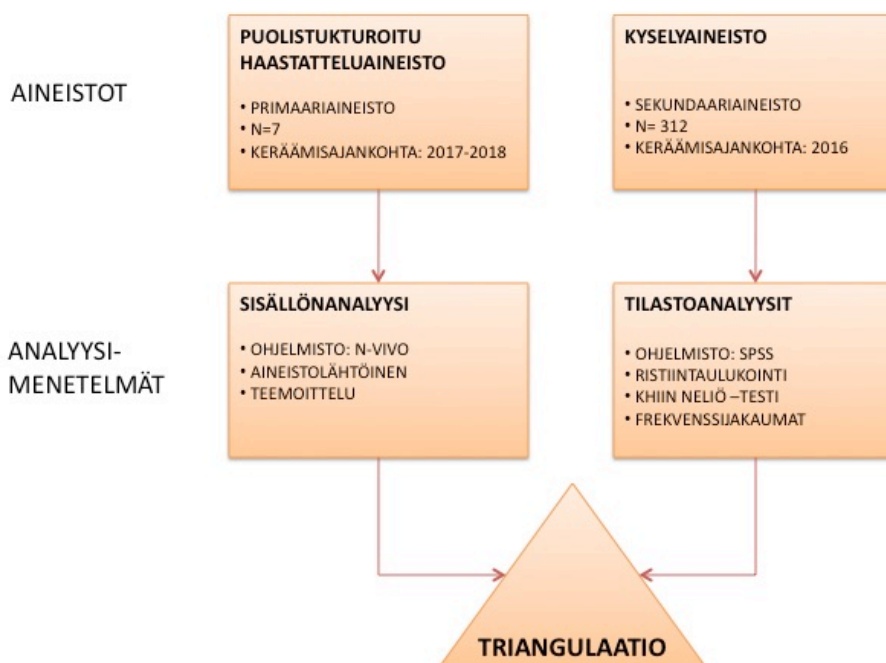 AINEISTOT
PUOLISTUKTUROITU
HAASTATTELUAINEISTO
• PRIMAARIAINEISTO
• N=7
• KERÄÄMISAJANKOHTA: 2017-2018
KYSELYAINEISTO
• SEKUNDAARIAINEISTO
• N= 312
• KERÄÄMISAJANKOHTA: 2016
ANALYYSI-
MENETELMÄT
SISÄLLÖNANALYYSI
• OHJELMISTO: N-VIVO
• AINEISTOLÄHTÖINEN
• TEEMOITTELU
TILASTOANALYYSIT
• OHJELMISTO: SPSS
• RISTIINTAULUKOINTI
• KHIIN NELIÖ –TESTI
• FREKVENSSIJAKAUMAT
TRIANGULAATIO